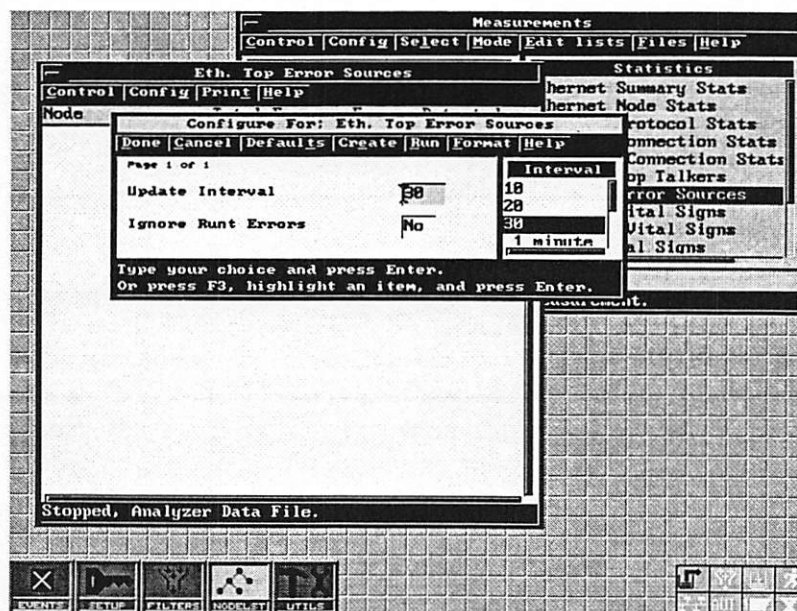 Measurements
Control Config Select Mode Edit lists Files Help
Eth. Top Error Sources
Control Config Print Help
Node
Statistics
hernet Summary Stats
hernet Node Stats
rotocol Stats
onnection Stats
Connection Stats
op Talkers
rror Sources
ital Signs
Vital Signs
al Signs
Configure For: Eth. Top Error Sources
Done Cancel Defaults Create Run Format Help
Page 1 of 1
Update Interval 30
Ignore Runt Errors No
Interval
10
20
30
1 minute
Type your choice and press Enter.
Or press F3, highlight an item, and press Enter.
asurement.
Stopped, Analyzer Data File.
EVENTS SETUP FILTERS NODELST UTILS